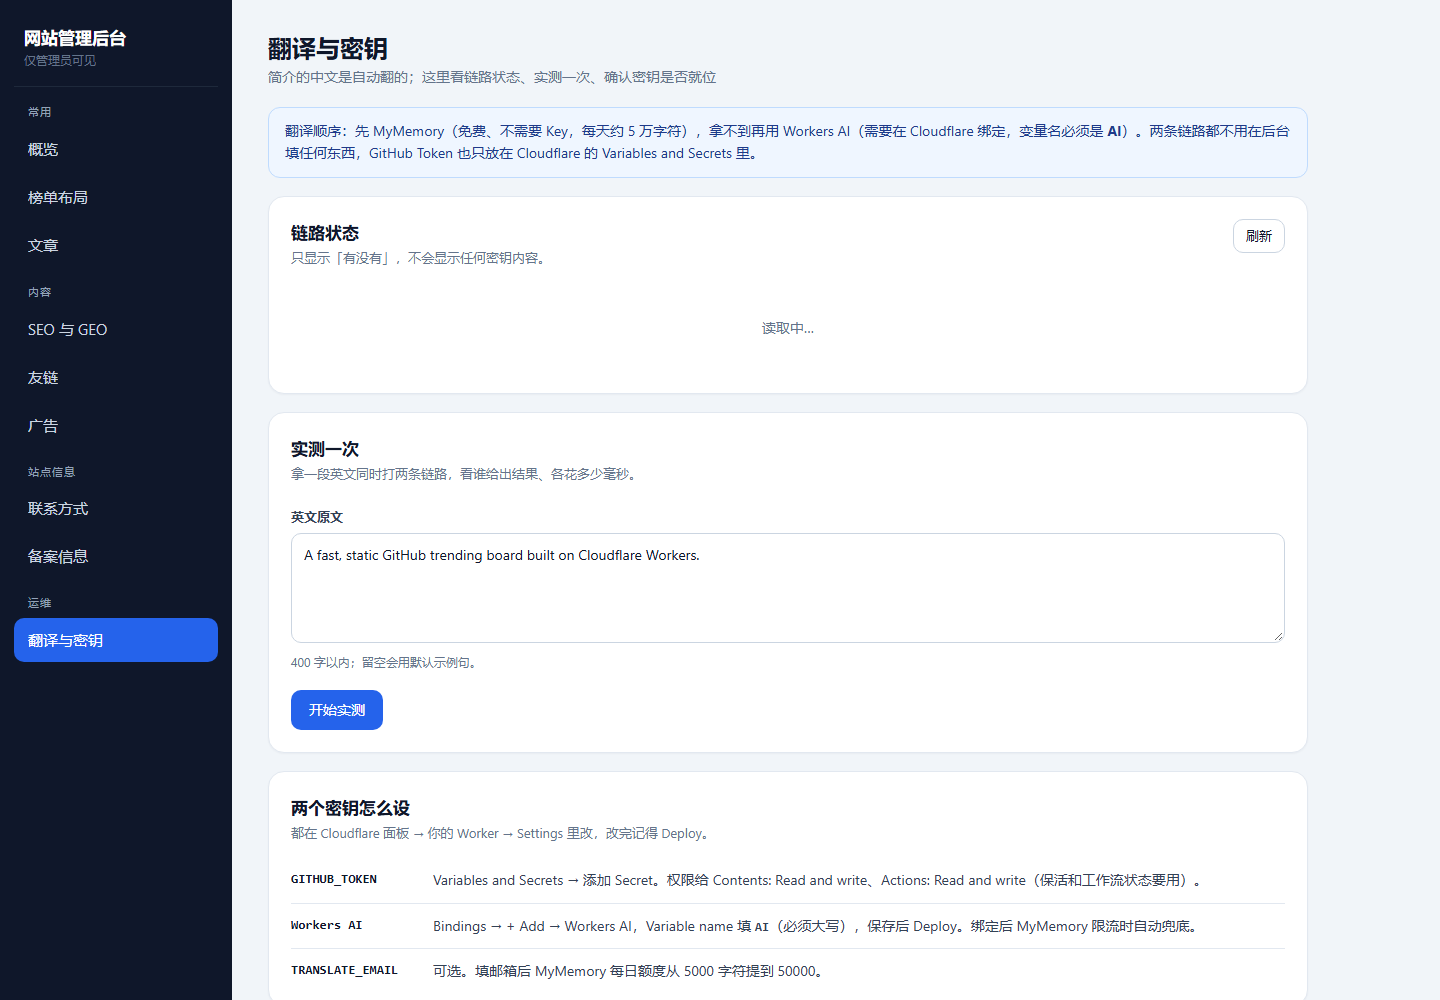 网站管理后台
仅管理员可见
常用
概览
榜单布局
文章
内容
SEO 与 GEO
友链
广告
站点信息
联系方式
备案信息
运维
翻译与密钥
翻译与密钥
简介的中文是自动翻的；这里看链路状态、实测一次、确认密钥是否就位
翻译顺序：先 MyMemory（免费、不需要 Key，每天约 5 万字符），拿不到再用 Workers AI（需要在 Cloudflare 绑定，变量名必须是 AI）。两条链路都不用在后台
填任何东西，GitHub Token 也只放在 Cloudflare 的 Variables and Secrets 里。
链路状态
只显示「有没有」，不会显示任何密钥内容。
刷新
读取中…
实测一次
拿一段英文同时打两条链路，看谁给出结果、各花多少毫秒。
英文原文
A fast, static GitHub trending board built on Cloudflare Workers.
400 字以内；留空会用默认示例句。
开始实测
两个密钥怎么设
都在 Cloudflare 面板 → 你的 Worker → Settings 里改，改完记得 Deploy。
GITHUB_TOKEN Variables and Secrets → 添加 Secret。权限给 Contents: Read and write、Actions: Read and write（保活和工作流状态要用）。
Workers AI Bindings → + Add → Workers AI，Variable name 填 AI（必须大写），保存后 Deploy。绑定后 MyMemory 限流时自动兜底。
TRANSLATE_EMAIL 可选。填邮箱后 MyMemory 每日额度从 5000 字符提到 50000。